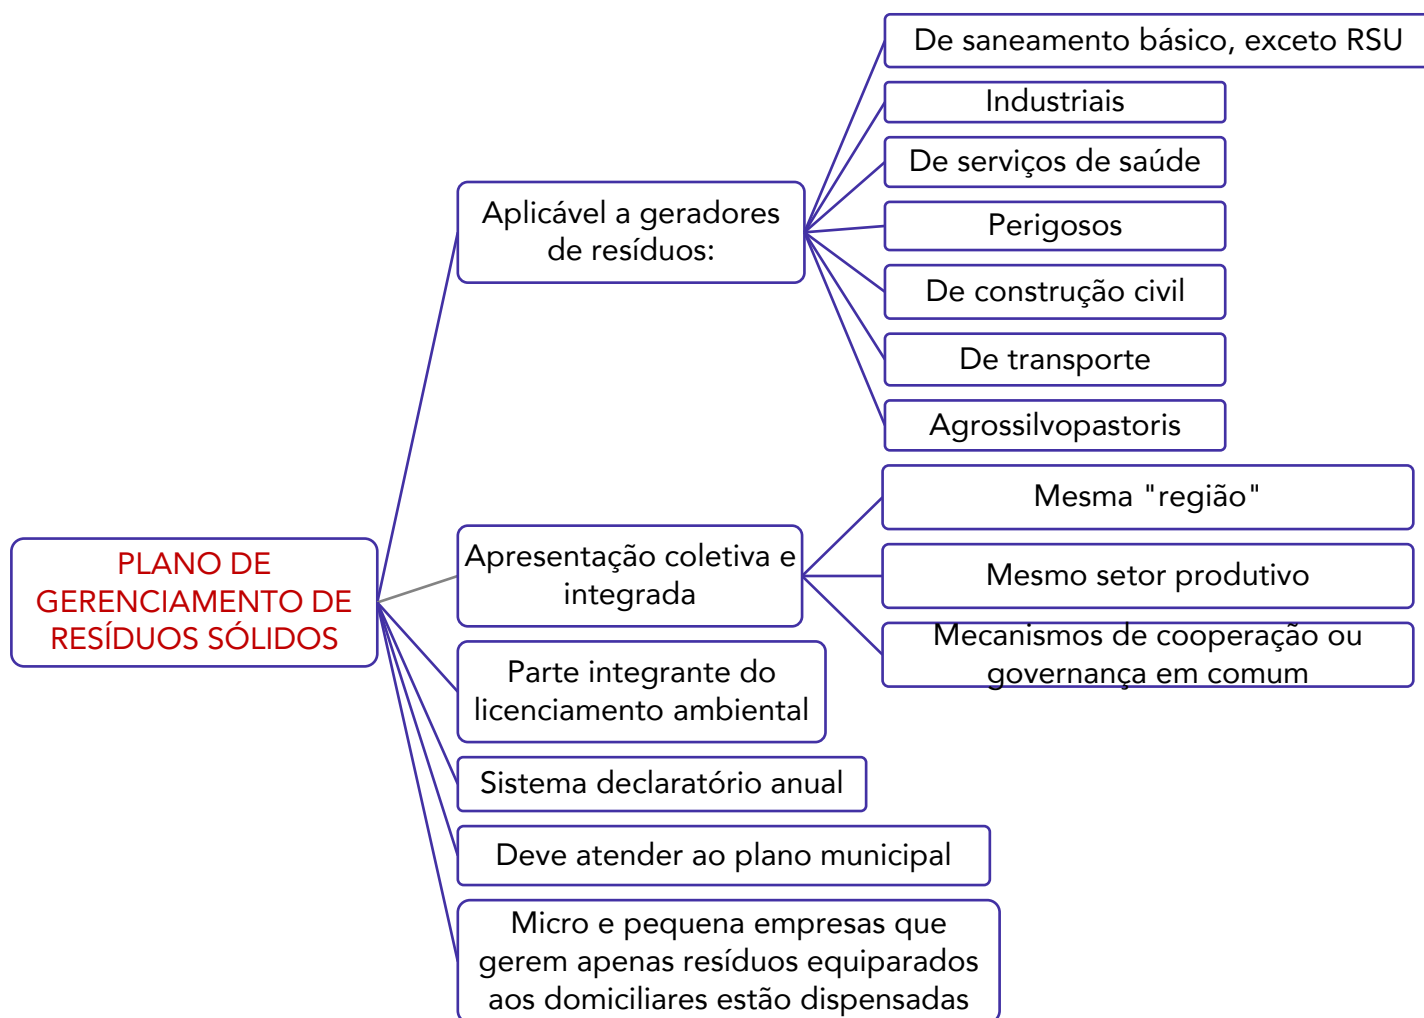 PLANO DE
GERENCIAMENTO DE
RESÍDUOS SÓLIDOS
Aplicável a geradores
de resíduos:
De saneamento básico, exceto RSU
Industriais
De serviços de saúde
Perigosos
De construção civil
De transporte
Agrossilvopastoris
Apresentação coletiva e
integrada
Mesma "região"
Mesmo setor produtivo
Mecanismos de cooperação ou
governança em comum
Parte integrante do
licenciamento ambiental
Sistema declaratório anual
Deve atender ao plano municipal
Micro e pequena empresas que
gerem apenas resíduos equiparados
aos domiciliares estão dispensadas